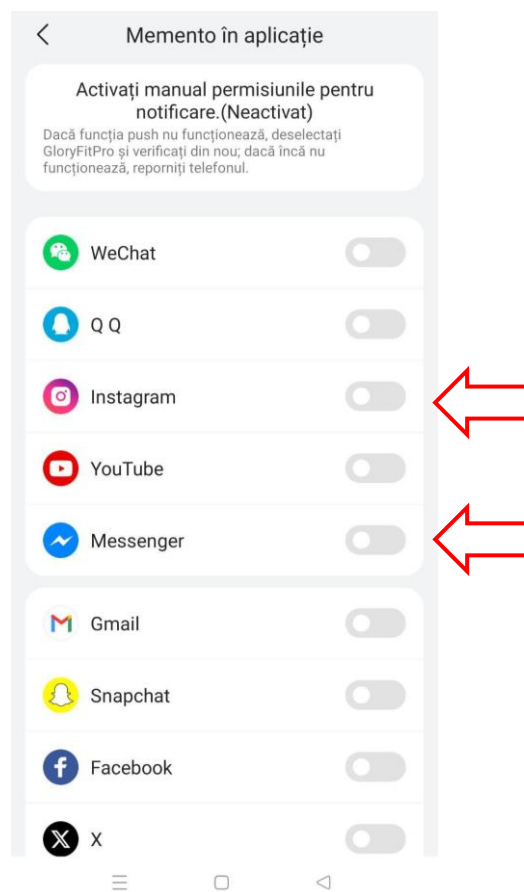 Memento în aplicație
Activați manual permisiunile pentru
notificare.(Neactivat)
Dacă funcția push nu funcționează, deselectați
GloryFitPro și verificați din nou; dacă încă nu
funcționează, reporniți telefonul.
WeChat
Q Q
Instagram
YouTube
Messenger
Gmail
Snapchat
Facebook
X